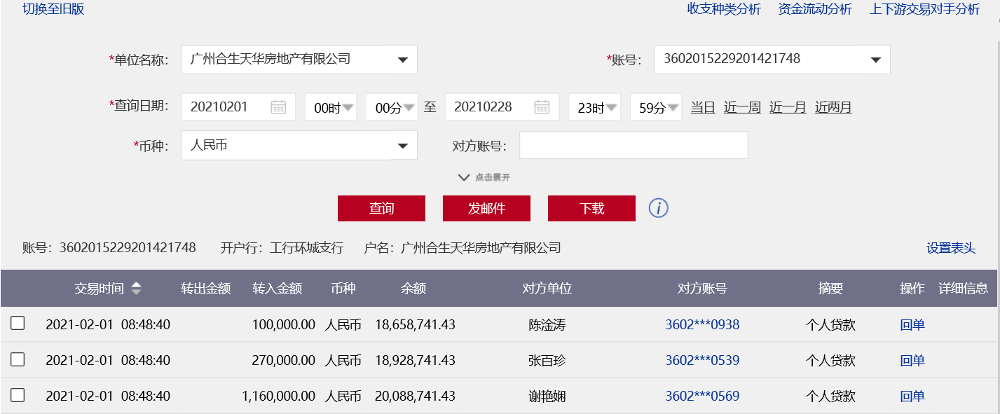 切换至旧版 收支种类分析 资金流动分析 上下游交易对手分析
*单位名称： 广州合生天华房地产有限公司 *账号： 3602015229201421748
*查询日期： 20210201 00时 00分 至 20210228 23时 59分 当日 近一周 近一月 近两月
*币种： 人民币 对方账号：
点击展开
查询 发邮件 下载 i
账号：3602015229201421748 开户行：工行环城支行 户名：广州合生天华房地产有限公司 设置表头
交易时间 转出金额 转入金额 币种 余额 对方单位 对方账号 摘要 操作 详细信息
2021-02-01 08:48:40 100,000.00 人民币 18,658,741.43 陈淦涛 3602***0938 个人贷款 回单
2021-02-01 08:48:40 270,000.00 人民币 18,928,741.43 张百珍 3602***0539 个人贷款 回单
2021-02-01 08:48:40 1,160,000.00 人民币 20,088,741.43 谢艳娴 3602***0569 个人贷款 回单